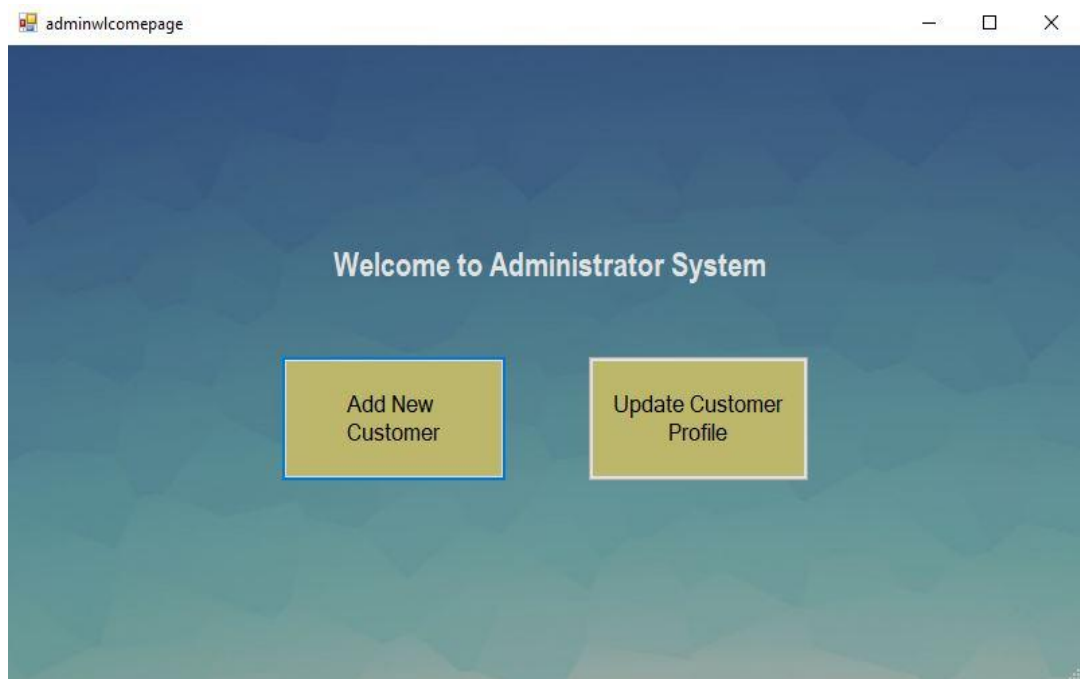 adminwlcomepage
Welcome to Administrator System
Add New
Customer
Update Customer
Profile